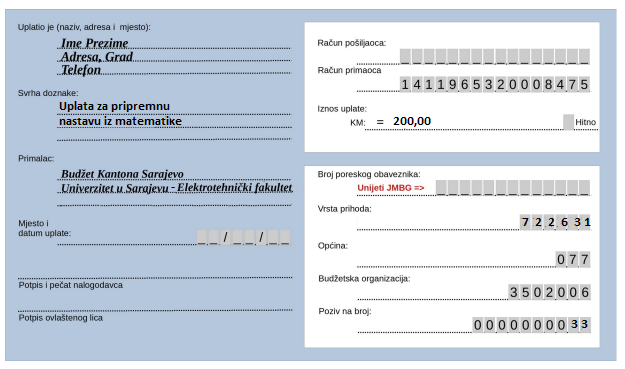 Uplatio je (naziv, adresa i mjesto):
Ime Prezime
Adresa, Grad
Telefon
Svrha doznake:
Uplata za pripremnu
nastavu iz matematike
Primalac:
Budžet Kantona Sarajevo
Univerzitet u Sarajevu - Elektrotehnički fakultet
Mjesto i
datum uplate: _ _ / _ _ / _ _
Potpis i pečat nalogodavca
Potpis ovlaštenog lica
Račun pošiljaoca:
_ _ _ _ _ _ _ _ _ _ _ _ _ _ _ _
Račun primaoca
1411965320008475
Iznos uplate:
KM: = 200,00 Hitno
Broj poreskog obaveznika:
Unijeti JMBG => _ _ _ _ _ _ _ _ _ _ _ _ _
Vrsta prihoda:
722631
Općina:
077
Budžetska organizacija:
3502006
Poziv na broj:
0000000033